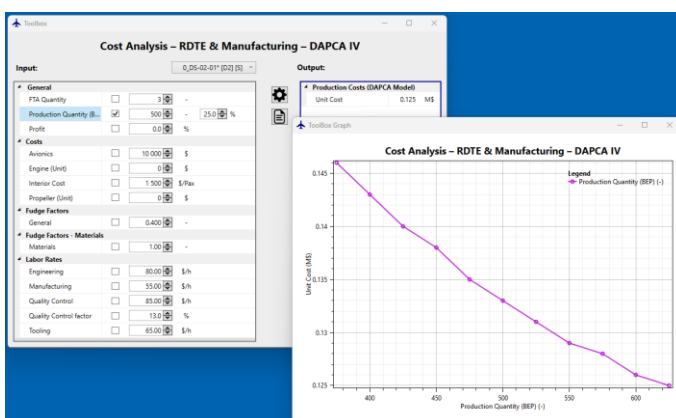 ToolBox
Cost Analysis – RDTE & Manufacturing – DAPCA IV
Input:
0_DS-02-01* [D2] [S]
Output:
General
FTA Quantity 3 -
Production Quantity (B... 500 - 25.0 %
Profit 0.0 %
Costs
Avionics 10 000 $
Engine (Unit) 0 $
Interior Cost 1 500 $/Pax
Propeller (Unit) 0 $
Fudge Factors
General 0.400 -
Fudge Factors - Materials
Materials 1.00 -
Labor Rates
Engineering 80.00 $/h
Manufacturing 55.00 $/h
Quality Control 85.00 $/h
Quality Control factor 13.0 %
Tooling 65.00 $/h
Production Costs (DAPCA Model)
Unit Cost 0.125 M$
ToolBox Graph
Cost Analysis – RDTE & Manufacturing – DAPCA IV
Legend
Production Quantity (BEP) (-)
Unit Cost (M$)
0.145
0.14
0.135
0.13
0.125
400 450 500 550 600
Production Quantity (BEP) (-)